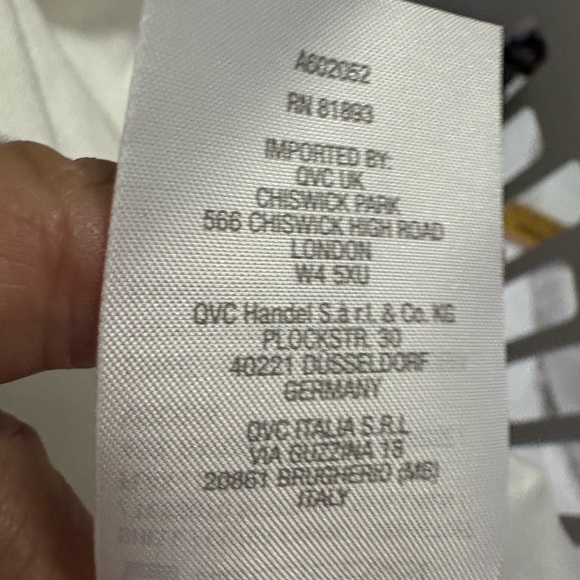 A602052
RN 81893
IMPORTED BY:
QVC UK
CHISWICK PARK
566 CHISWICK HIGH ROAD
LONDON
W4 5XU
QVC Handel S.à r.l. & Co. KG
PLOCKSTR. 30
40221 DÜSSELDORF
GERMANY
QVC ITALIA S.R.L
VIA GUZZINA 18
20861 BRUGHERIO (MB)
ITALY